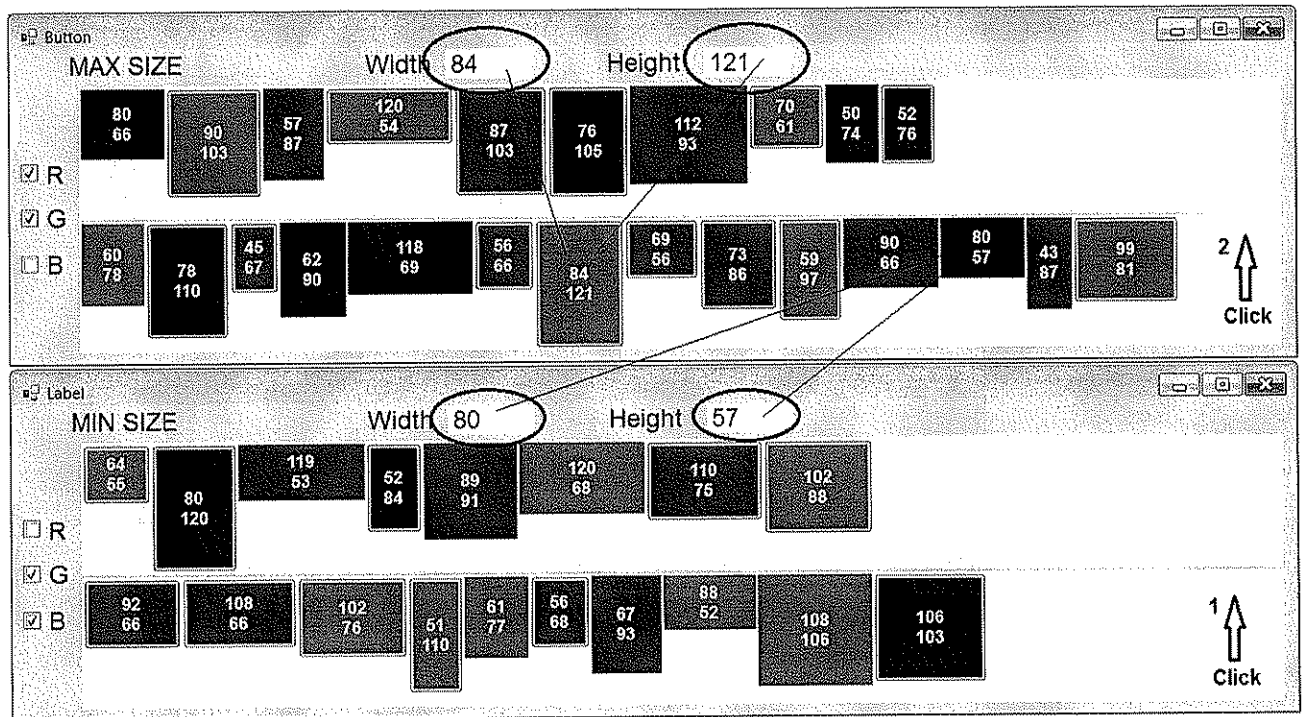 Button
MAX SIZE Width 84 Height 121
80 90 57 120 87 76 112 70 50 52
66 103 87 54 103 105 93 61 74 76
R
G
60 78 45 62 118 56 84 69 73 59 90 80 43 99
78 110 67 90 69 66 121 56 86 97 66 57 87 81
B
2
Click
Label
MIN SIZE Width 80 Height 57
64 80 119 52 89 120 110 102
55 120 53 84 91 68 75 88
R
G
92 108 102 51 61 56 67 88 108 106
66 66 76 110 77 68 93 52 106 103
B
1
Click